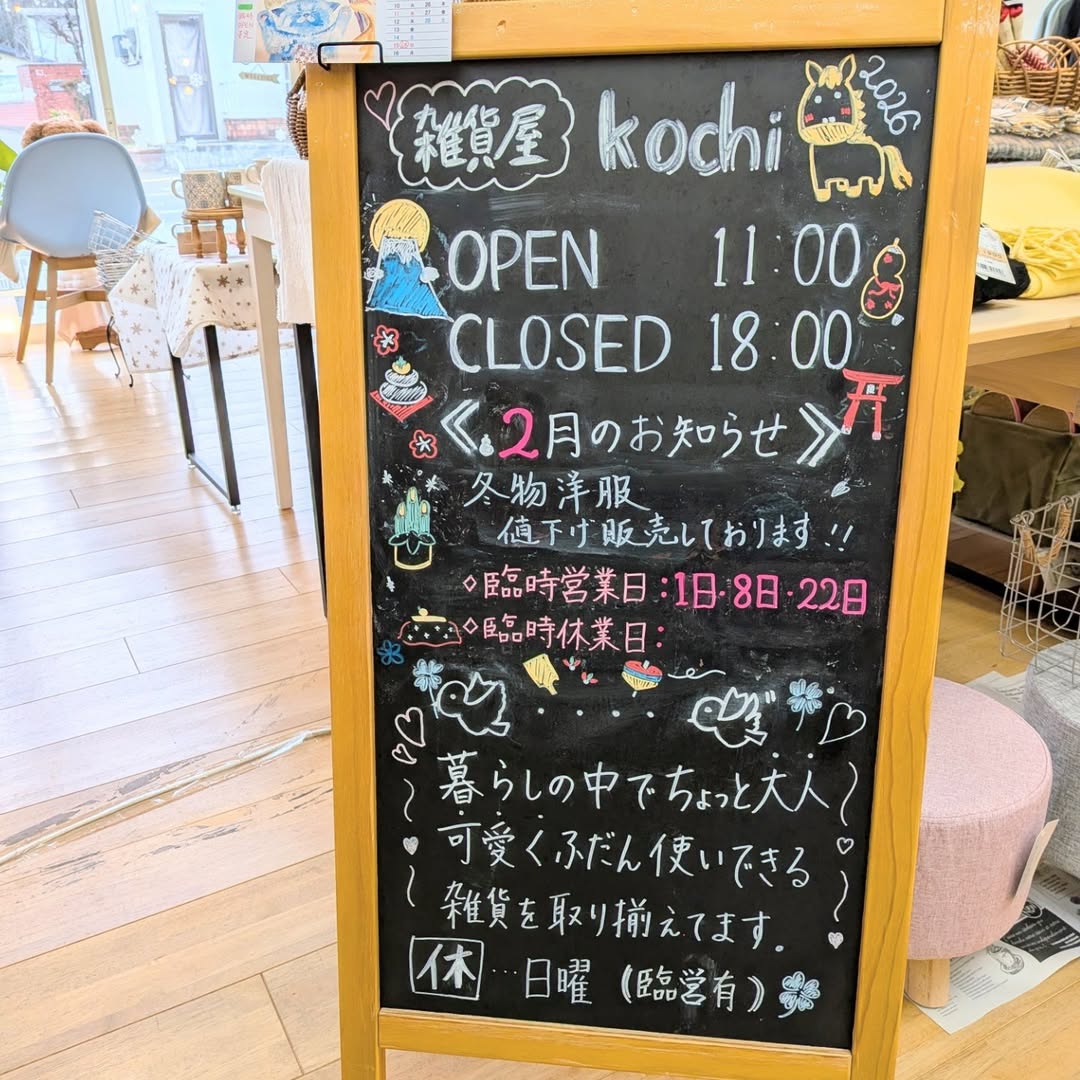 雑貨屋 kochi 2026
OPEN 11:00
CLOSED 18:00
《2月のお知らせ》
冬物洋服
値下げ販売しております!!
◇臨時営業日:1日・8日・22日
◇臨時休業日:
暮らしの中でちょっと大人
可愛くふだん使いできる
雑貨を取り揃えてます.
休…日曜(臨営有)
WELCOME